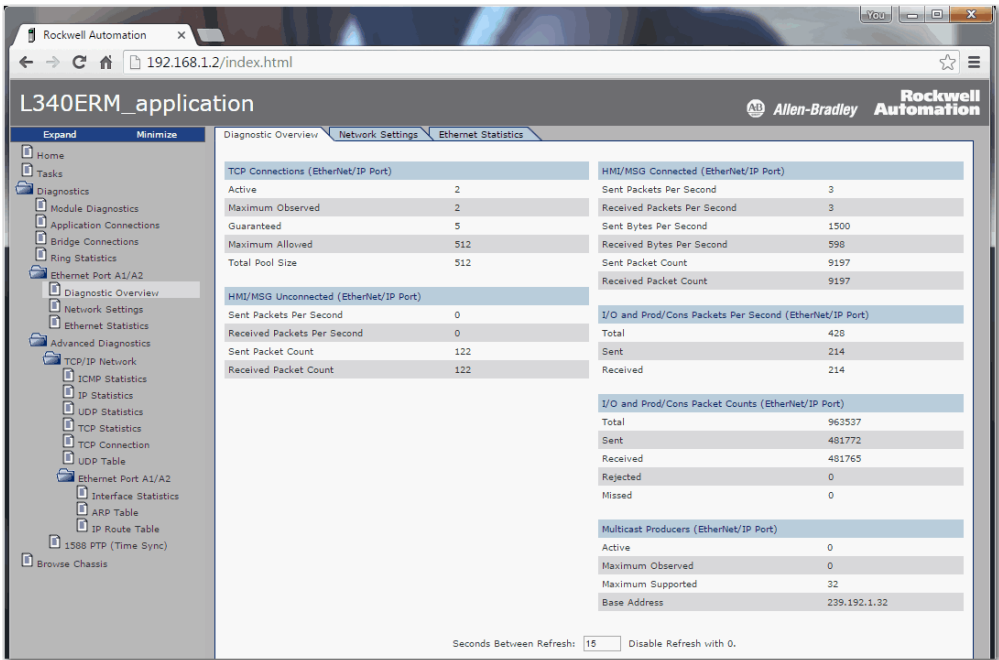 You
Rockwell Automation
192.168.1.2/index.html
L340ERM_application
AB Allen-Bradley
Rockwell
Automation
Expand Minimize
Home
Tasks
Diagnostics
Module Diagnostics
Application Connections
Bridge Connections
Ring Statistics
Ethernet Port A1/A2
Diagnostic Overview
Network Settings
Ethernet Statistics
Advanced Diagnostics
TCP/IP Network
ICMP Statistics
IP Statistics
UDP Statistics
TCP Statistics
TCP Connection
UDP Table
Ethernet Port A1/A2
Interface Statistics
ARP Table
IP Route Table
1588 PTP (Time Sync)
Browse Chassis
Diagnostic Overview Network Settings Ethernet Statistics
TCP Connections (EtherNet/IP Port)
Active 2
Maximum Observed 2
Guaranteed 5
Maximum Allowed 512
Total Pool Size 512
HMI/MSG Unconnected (EtherNet/IP Port)
Sent Packets Per Second 0
Received Packets Per Second 0
Sent Packet Count 122
Received Packet Count 122
HMI/MSG Connected (EtherNet/IP Port)
Sent Packets Per Second 3
Received Packets Per Second 3
Sent Bytes Per Second 1500
Received Bytes Per Second 598
Sent Packet Count 9197
Received Packet Count 9197
I/O and Prod/Cons Packets Per Second (EtherNet/IP Port)
Total 428
Sent 214
Received 214
I/O and Prod/Cons Packet Counts (EtherNet/IP Port)
Total 963537
Sent 481772
Received 481765
Rejected 0
Missed 0
Multicast Producers (EtherNet/IP Port)
Active 0
Maximum Observed 0
Maximum Supported 32
Base Address 239.192.1.32
Seconds Between Refresh: 15 Disable Refresh with 0.